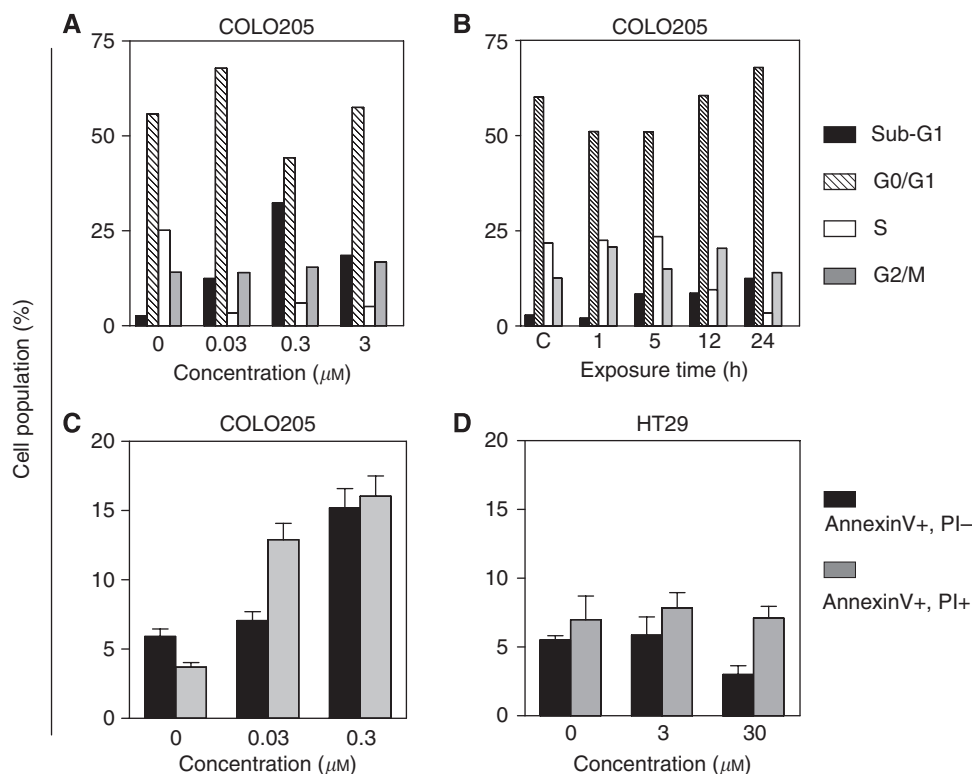 A
COLO205
75
50
25
0
0
0.03
0.3
3
Concentration (μM)
B
COLO205
75
50
25
0
C
1
5
12
24
Exposure time (h)
Sub-G1
G0/G1
S
G2/M
Cell population (%)
C
COLO205
20
15
10
5
0
0
0.03
0.3
Concentration (μM)
D
HT29
20
15
10
5
0
0
3
30
Concentration (μM)
AnnexinV+, PI–
AnnexinV+, PI+